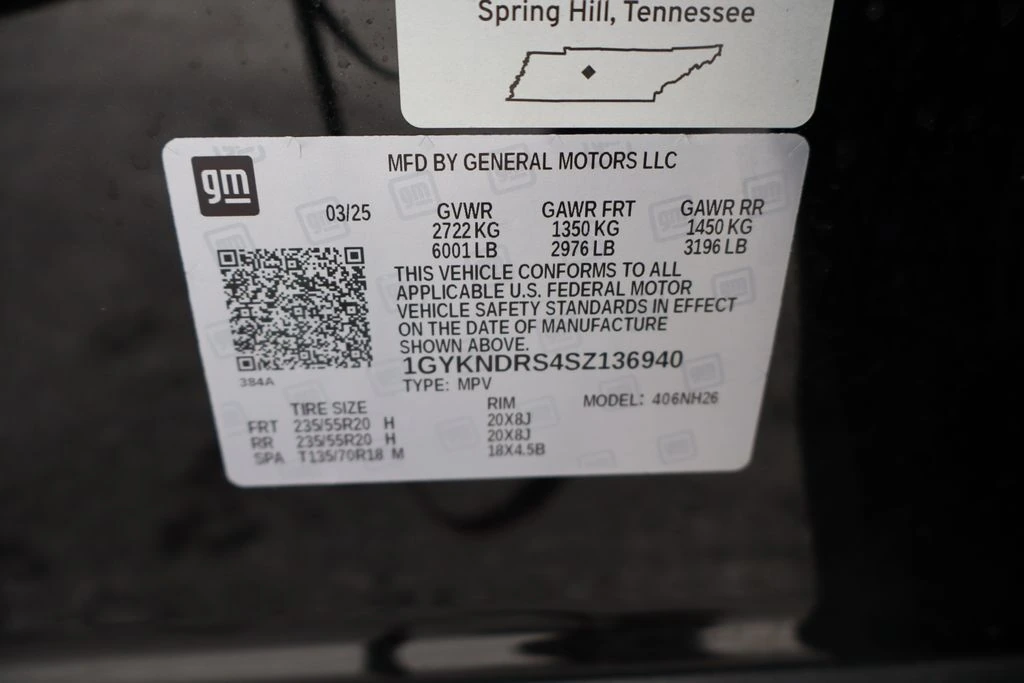 Spring Hill, Tennessee
gm
MFD BY GENERAL MOTORS LLC
03/25 GVWR GAWR FRT GAWR RR
2722 KG 1350 KG 1450 KG
6001 LB 2976 LB 3196 LB
THIS VEHICLE CONFORMS TO ALL
APPLICABLE U.S. FEDERAL MOTOR
VEHICLE SAFETY STANDARDS IN EFFECT
ON THE DATE OF MANUFACTURE
SHOWN ABOVE.
1GYKNDRS4SZ136940
384A
TYPE: MPV
TIRE SIZE RIM MODEL: 406NH26
FRT 235/55R20 H 20X8J
RR 235/55R20 H 20X8J
SPA T135/70R18 M 18X4.5B